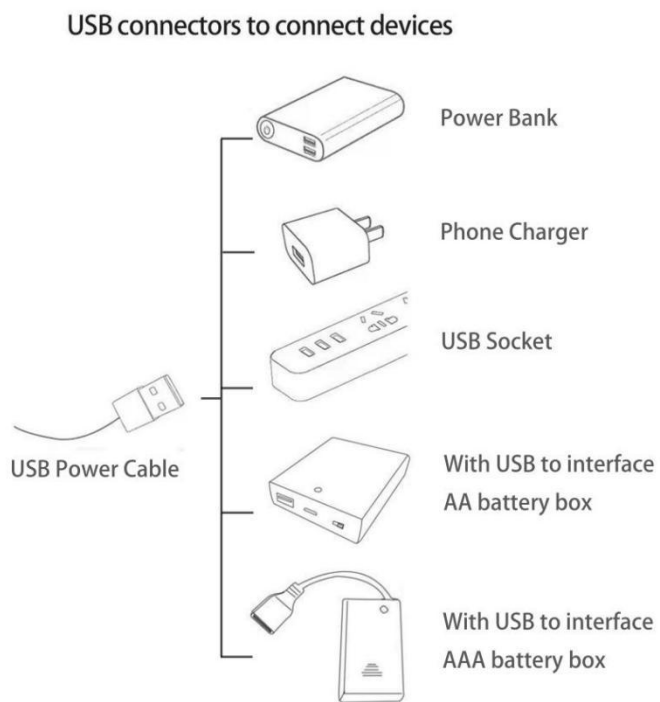 USB connectors to connect devices
Power Bank
Phone Charger
USB Socket
USB Power Cable
With USB to interface
AA battery box
With USB to interface
AAA battery box